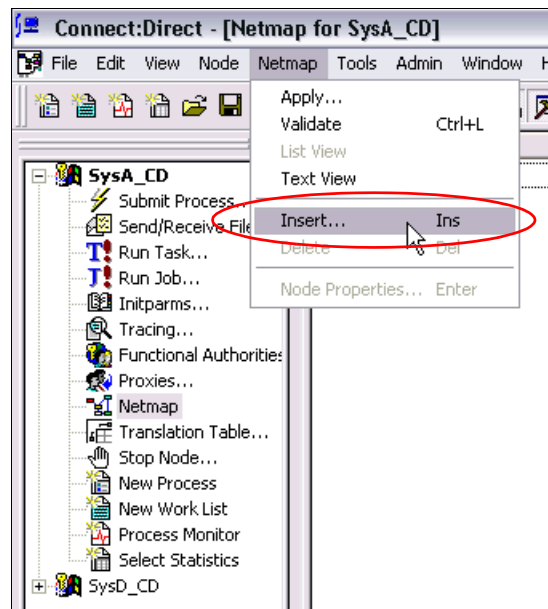 Connect:Direct - [Netmap for SysA_CD]
File Edit View Node Netmap Tools Admin Window
Apply...
Validate Ctrl+L
List View
Text View
Insert... Ins
Delete Del
Node Properties... Enter
SysA_CD
Submit Process...
Send/Receive File
Run Task...
Run Job...
Initparms...
Tracing...
Functional Authorities
Proxies...
Netmap
Translation Table...
Stop Node...
New Process
New Work List
Process Monitor
Select Statistics
SysD_CD